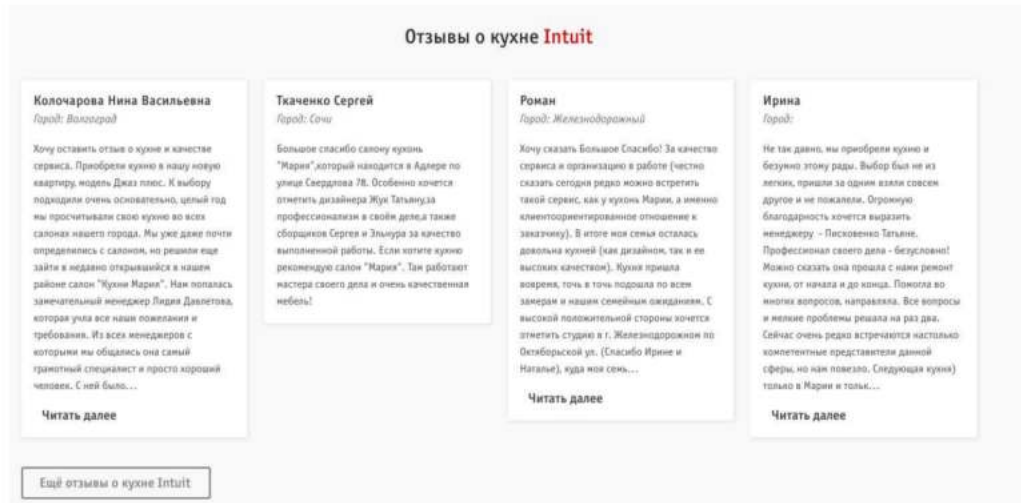 Отзывы о кухне Intuit
Колочарова Нина Васильевна
Город: Волгоград
Хочу оставить отзыв о кухне и качестве
сервиса. Приобрели кухню в нашу новую
квартиру, модель Джаз плюс. К выбору
подходили очень основательно, целый год
мы просчитывали свою кухню во всех
салонах нашего города. Мы уже даже почти
определились с салоном, но решили еще
зайти в недавно открывшийся в нашем
районе салон "Кухни Мария". Нам попалась
замечательный менеджер Лидия Давлетова,
которая учла все наши пожелания и
требования. Из всех менеджеров с
которыми мы общались она самый
грамотный специалист и просто хороший
человек. С ней было...
Читать далее
Ткаченко Сергей
Город: Сочи
Большое спасибо салону кухонь
"Мария",который находится в Адлере по
улице Свердлова 78. Особенно хочется
отметить дизайнера Жук Татьяну,за
профессионализм в своём деле,а также
сборщиков Сергея и Эльнура за качество
выполненной работы. Если хотите кухню
рекомендую салон "Мария". Там работают
мастера своего дела и очень качественная
мебель!
Роман
Город: Железнодорожный
Хочу сказать Большое Спасибо! За качество
сервиса и организацию в работе (честно
сказать сегодня редко можно встретить
такой сервис, как у кухонь Марии, а именно
клиентоориентированное отношение к
заказчику). В итоге моя семья осталась
довольна кухней (как дизайном, так и ее
высоких качеством). Кухня пришла
вовремя, точь в точь подошла по всем
замерам и нашим семейным ожиданиям. С
высокой положительной стороны хочется
отметить студию в г. Железнодорожном по
Октяборьской ул. (Спасибо Ирине и
Наталье), куда моя семь...
Читать далее
Ирина
Город:
Не так давно, мы приобрели кухню и
безумно этому рады. Выбор был не из
легких, пришли за одним взяли совсем
другое и не пожалели. Огромную
благодарность хочется выразить
менеджеру - Писковенко Татьяне.
Профессионал своего дела - безусловно!
Можно сказать она прошла с нами ремонт
кухни, от начала и до конца. Помогла во
многих вопросов, направляла. Все вопросы
и мелкие проблемы решала на раз два.
Сейчас очень редко встречаются настолько
компетентные представители данной
сферы, но нам повезло. Следующая кухня)
только в Марии и тольк...
Читать далее
Ещё отзывы о кухне Intuit